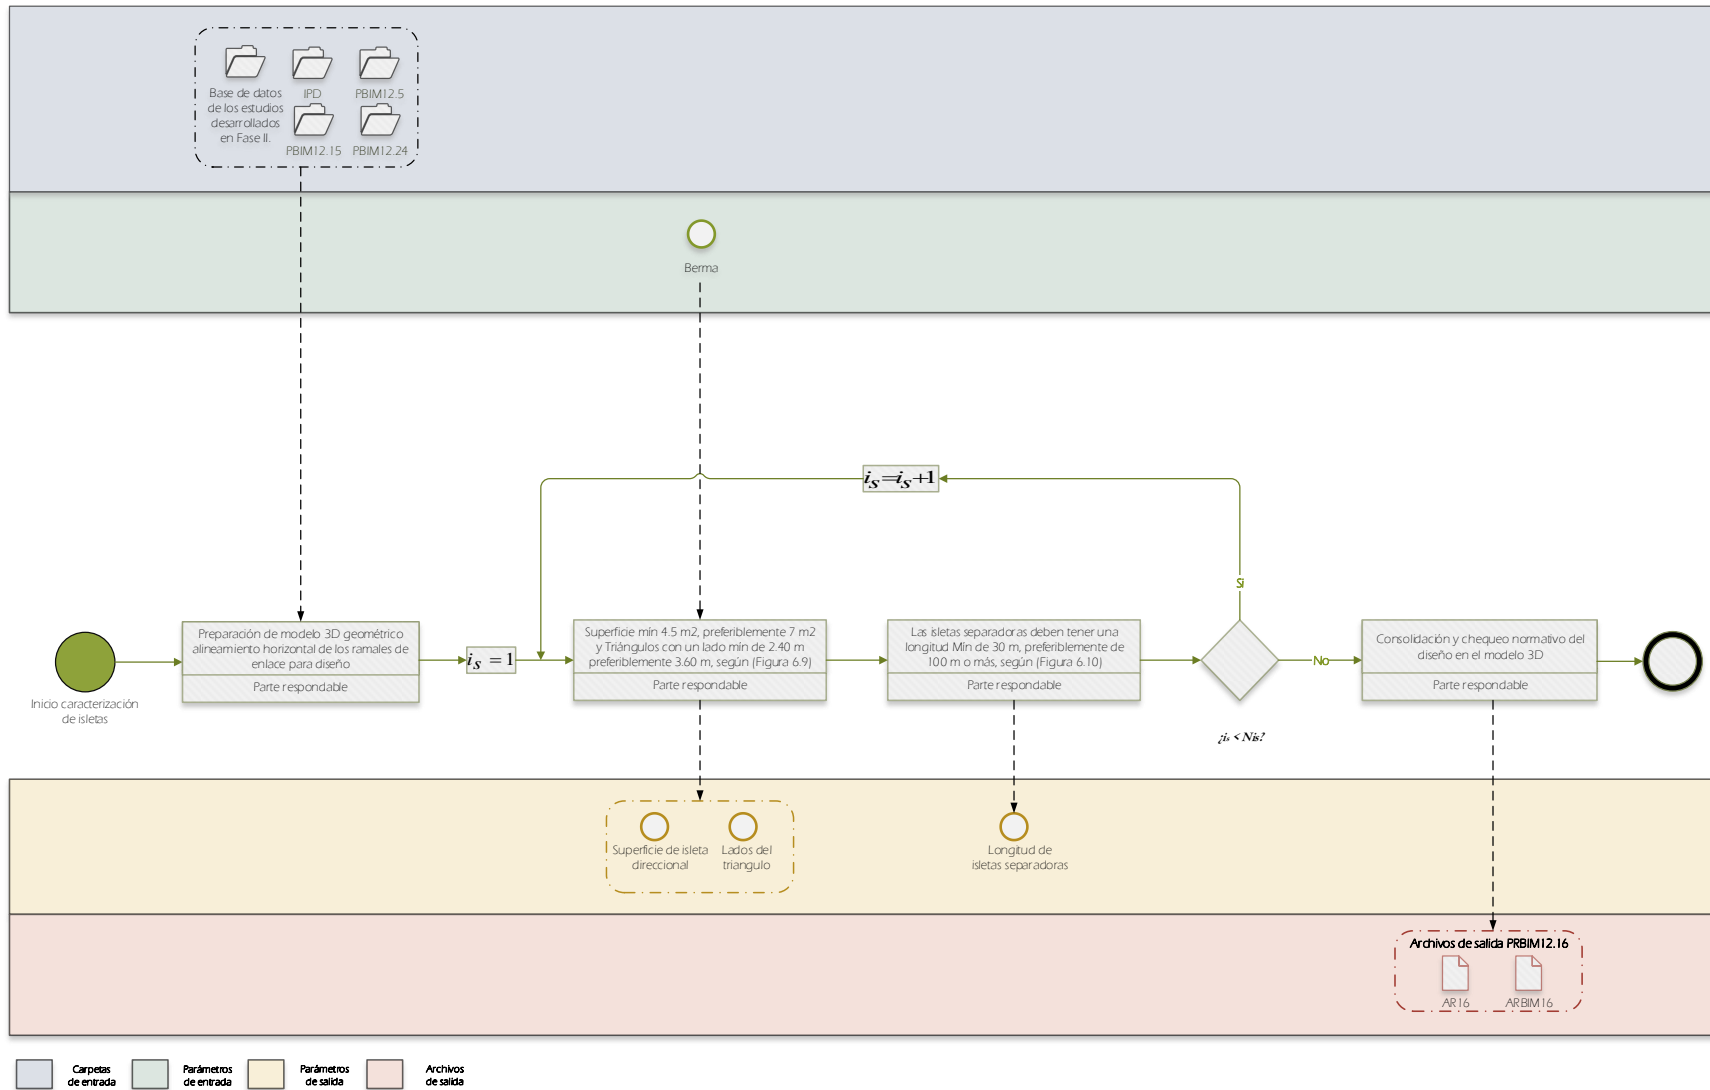 Base de datos
de los estudios
desarrollados
en Fase II.
IPD
PBIM12.5
PBIM12.15
PBIM12.24
Berma
i_s=i_s+1
Si
Inicio caracterización
de isletas
Preparación de modelo 3D geométrico
alineamiento horizontal de los ramales de
enlace para diseño
Parte respondable
i_s = 1
Superficie mín 4.5 m2, preferiblemente 7 m2
y Triángulos con un lado mín de 2.40 m
preferiblemente 3.60 m, según (Figura 6.9)
Parte respondable
Las isletas separadoras deben tener una
longitud Mín de 30 m, preferiblemente de
100 m o más, según (Figura 6.10)
Parte respondable
¿i_s < Nis?
No
Consolidación y chequeo normativo del
diseño en el modelo 3D
Parte respondable
Superficie de isleta
direccional
Lados del
triangulo
Longitud de
isletas separadoras
Archivos de salida PRBIM12.16
AR16
ARBIM16
Carpetas
de entrada
Parámetros
de entrada
Parámetros
de salida
Archivos
de salida